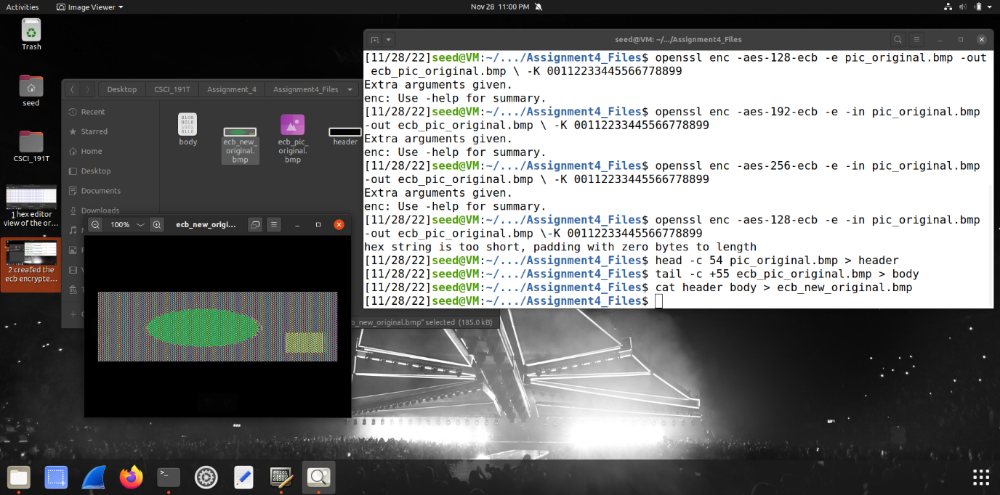 Activities
Image Viewer
Nov 28 11:00 PM
Trash
seed
CSCI_191T
1 hex editor
view of the or...
2 created the
ecb encrypte...
Desktop
CSCI_191T
Assignment_4
Assignment4_Files
Recent
Starred
Home
Desktop
Documents
Downloads
body
ecb_new_
original.
bmp
ecb_pic_
original.
bmp
header
100%
ecb_new_origi...
b_new_original.bmp" selected (185.0 kB)
seed@VM: ~/.../Assignment4_Files
[11/28/22]seed@VM:~/.../Assignment4_Files$ openssl enc -aes-128-ecb -e pic_original.bmp -out
ecb_pic_original.bmp \ -K 00112233445566778899
Extra arguments given.
enc: Use -help for summary.
[11/28/22]seed@VM:~/.../Assignment4_Files$ openssl enc -aes-192-ecb -e -in pic_original.bmp
-out ecb_pic_original.bmp \ -K 00112233445566778899
Extra arguments given.
enc: Use -help for summary.
[11/28/22]seed@VM:~/.../Assignment4_Files$ openssl enc -aes-256-ecb -e -in pic_original.bmp
-out ecb_pic_original.bmp \ -K 00112233445566778899
Extra arguments given.
enc: Use -help for summary.
[11/28/22]seed@VM:~/.../Assignment4_Files$ openssl enc -aes-128-ecb -e -in pic_original.bmp
-out ecb_pic_original.bmp \-K 00112233445566778899
hex string is too short, padding with zero bytes to length
[11/28/22]seed@VM:~/.../Assignment4_Files$ head -c 54 pic_original.bmp > header
[11/28/22]seed@VM:~/.../Assignment4_Files$ tail -c +55 ecb_pic_original.bmp > body
[11/28/22]seed@VM:~/.../Assignment4_Files$ cat header body > ecb_new_original.bmp
[11/28/22]seed@VM:~/.../Assignment4_Files$